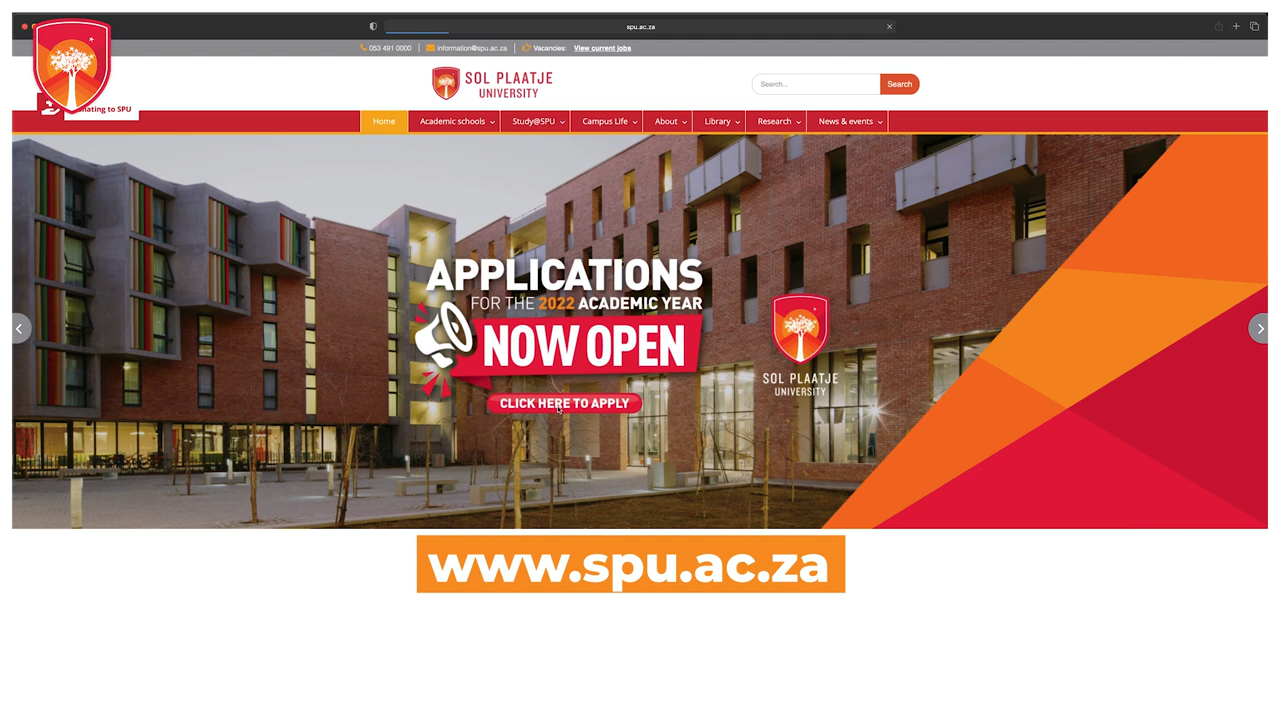 spu.ac.za
053 491 0000
information@spu.ac.za
Vacancies: View current jobs
SOL PLAATJE
UNIVERSITY
Search...
Search
to SPU
Home
Academic schools
Study@SPU
Campus Life
About
Library
Research
News & events
APPLICATIONS
FOR THE 2022 ACADEMIC YEAR
NOW OPEN
CLICK HERE TO APPLY
SOL PLAATJE
UNIVERSITY
www.spu.ac.za